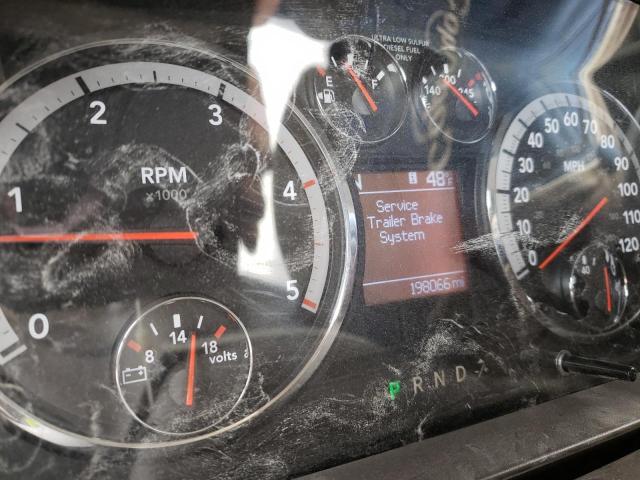 ULTRA LOW SULFUR
DIESEL FUEL
ONLY
E F
140 200 245
2 3
RPM
x1000
1 4
5
0
14
8 18
volts
48°F
Service
Trailer Brake
System
198066 mi
P R N D
60
50 70
40 80
30 MPH 90
20 100
10 120
0
40